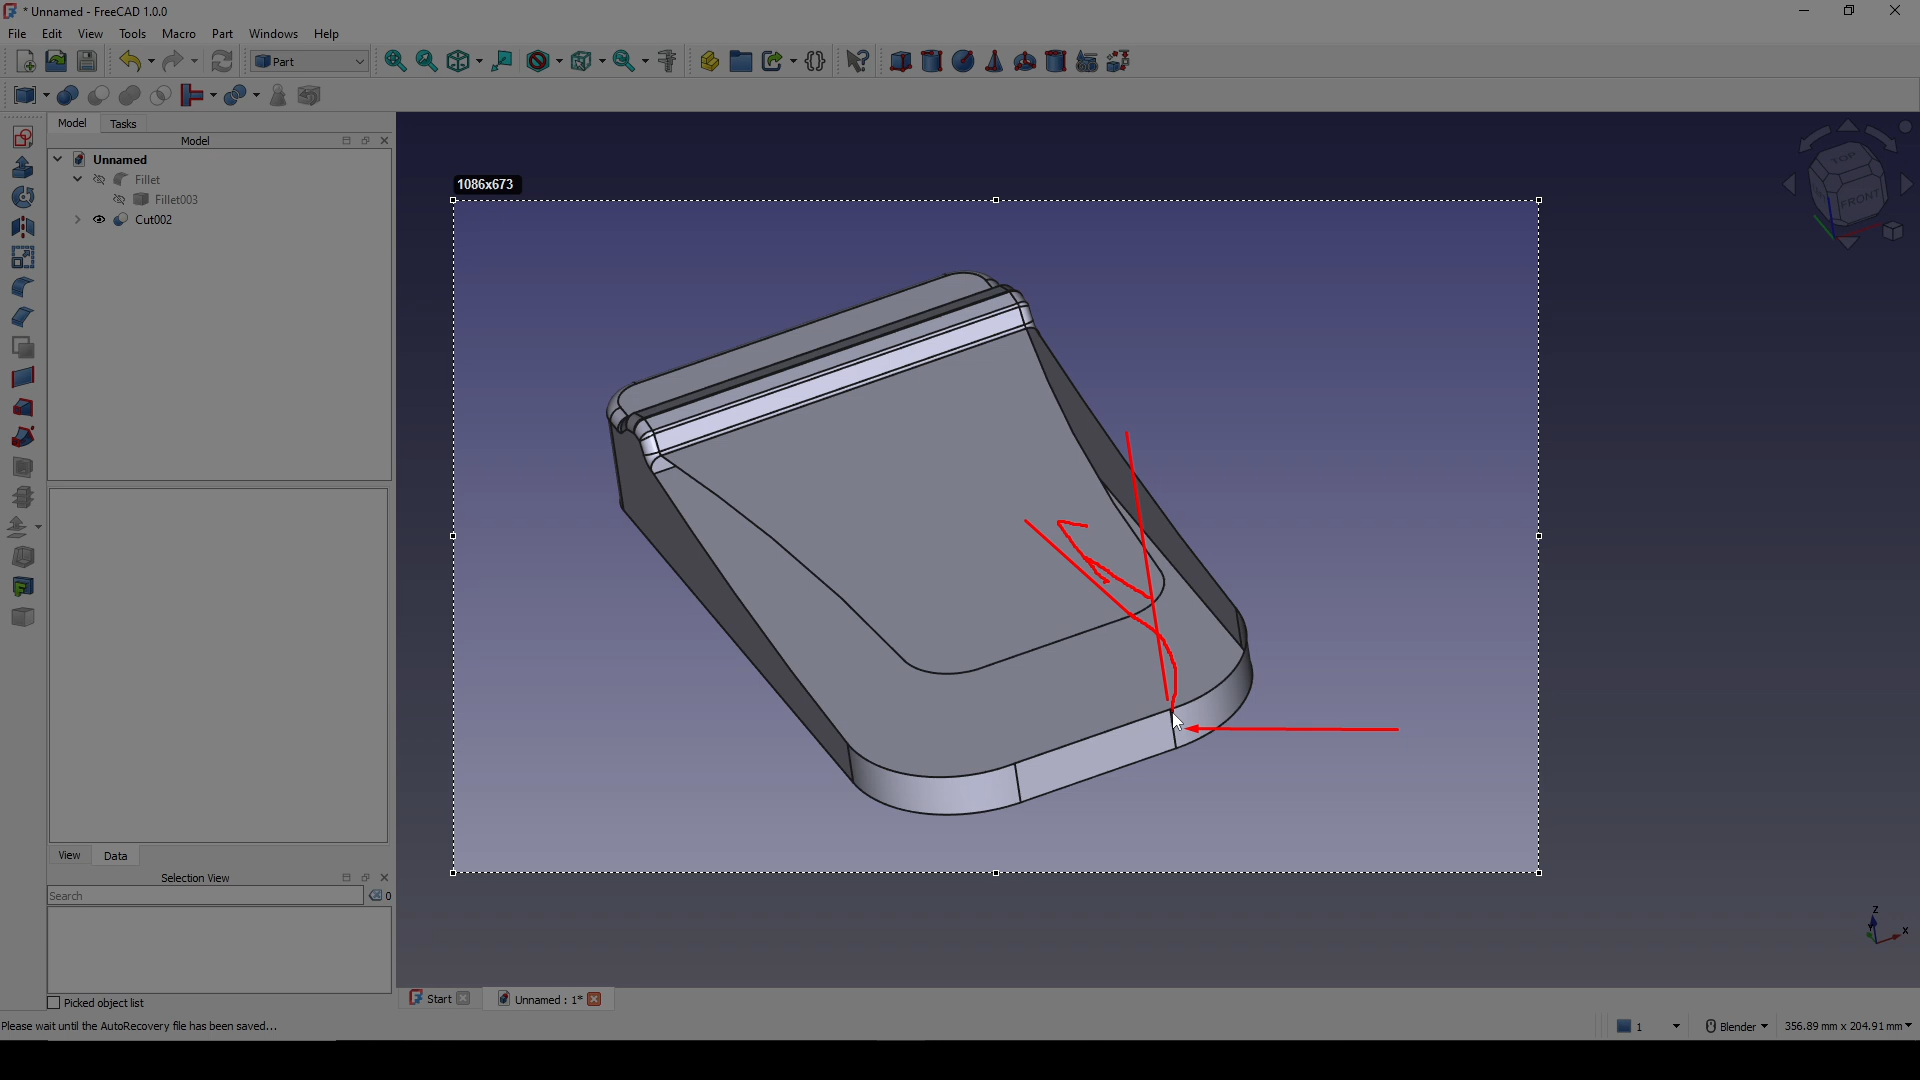 * Unnamed - FreeCAD 1.0.0
File Edit View Tools Macro Part Windows Help
Part
Model Tasks
Model
Unnamed
Fillet
Fillet003
Cut002
1086x673
TOP
FRONT
View Data
Selection View
Search
0
Picked object list
Z
Y
X
Start Unnamed : 1*
Please wait until the AutoRecovery file has been saved...
1 Blender 356.89 mm x 204.91 mm